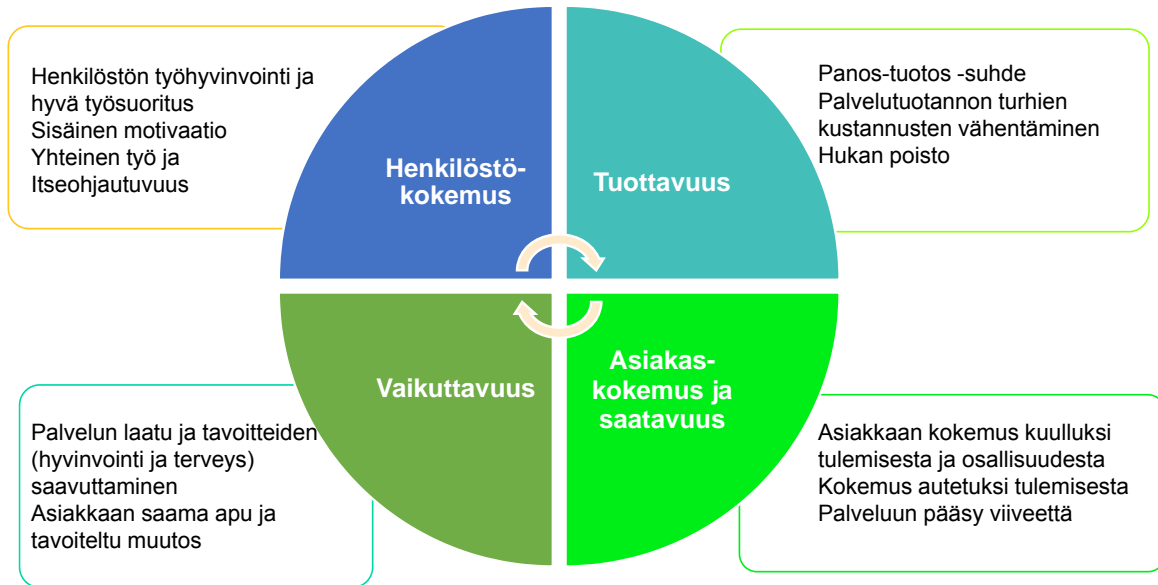 Henkilöstön työhyvinvointi ja
hyvä työsuoritus
Sisäinen motivaatio
Yhteinen työ ja
Itseohjautuvuus
Henkilöstö-
kokemus
Tuottavuus
Panos-tuotos -suhde
Palvelutuotannon turhien
kustannusten vähentäminen
Hukan poisto
Palvelun laatu ja tavoitteiden
(hyvinvointi ja terveys)
saavuttaminen
Asiakkaan saama apu ja
tavoiteltu muutos
Vaikuttavuus
Asiakas-
kokemus ja
saatavuus
Asiakkaan kokemus kuulluksi
tulemisesta ja osallisuudesta
Kokemus autetuksi tulemisesta
Palveluun pääsy viiveettä